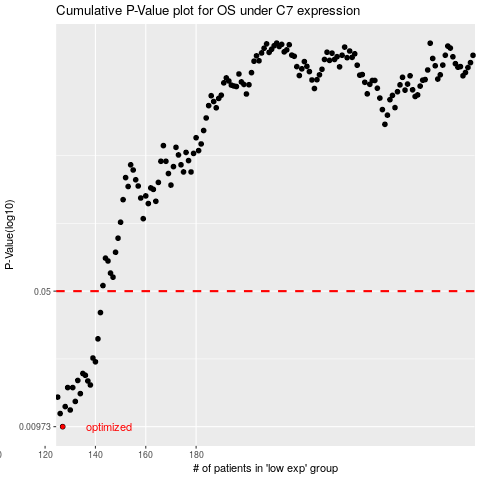 Cumulative P-Value plot for OS under C7 expression
P-Value(log10)
0.05
0.00973
optimized
0 120 140 160 180
# of patients in 'low exp' group